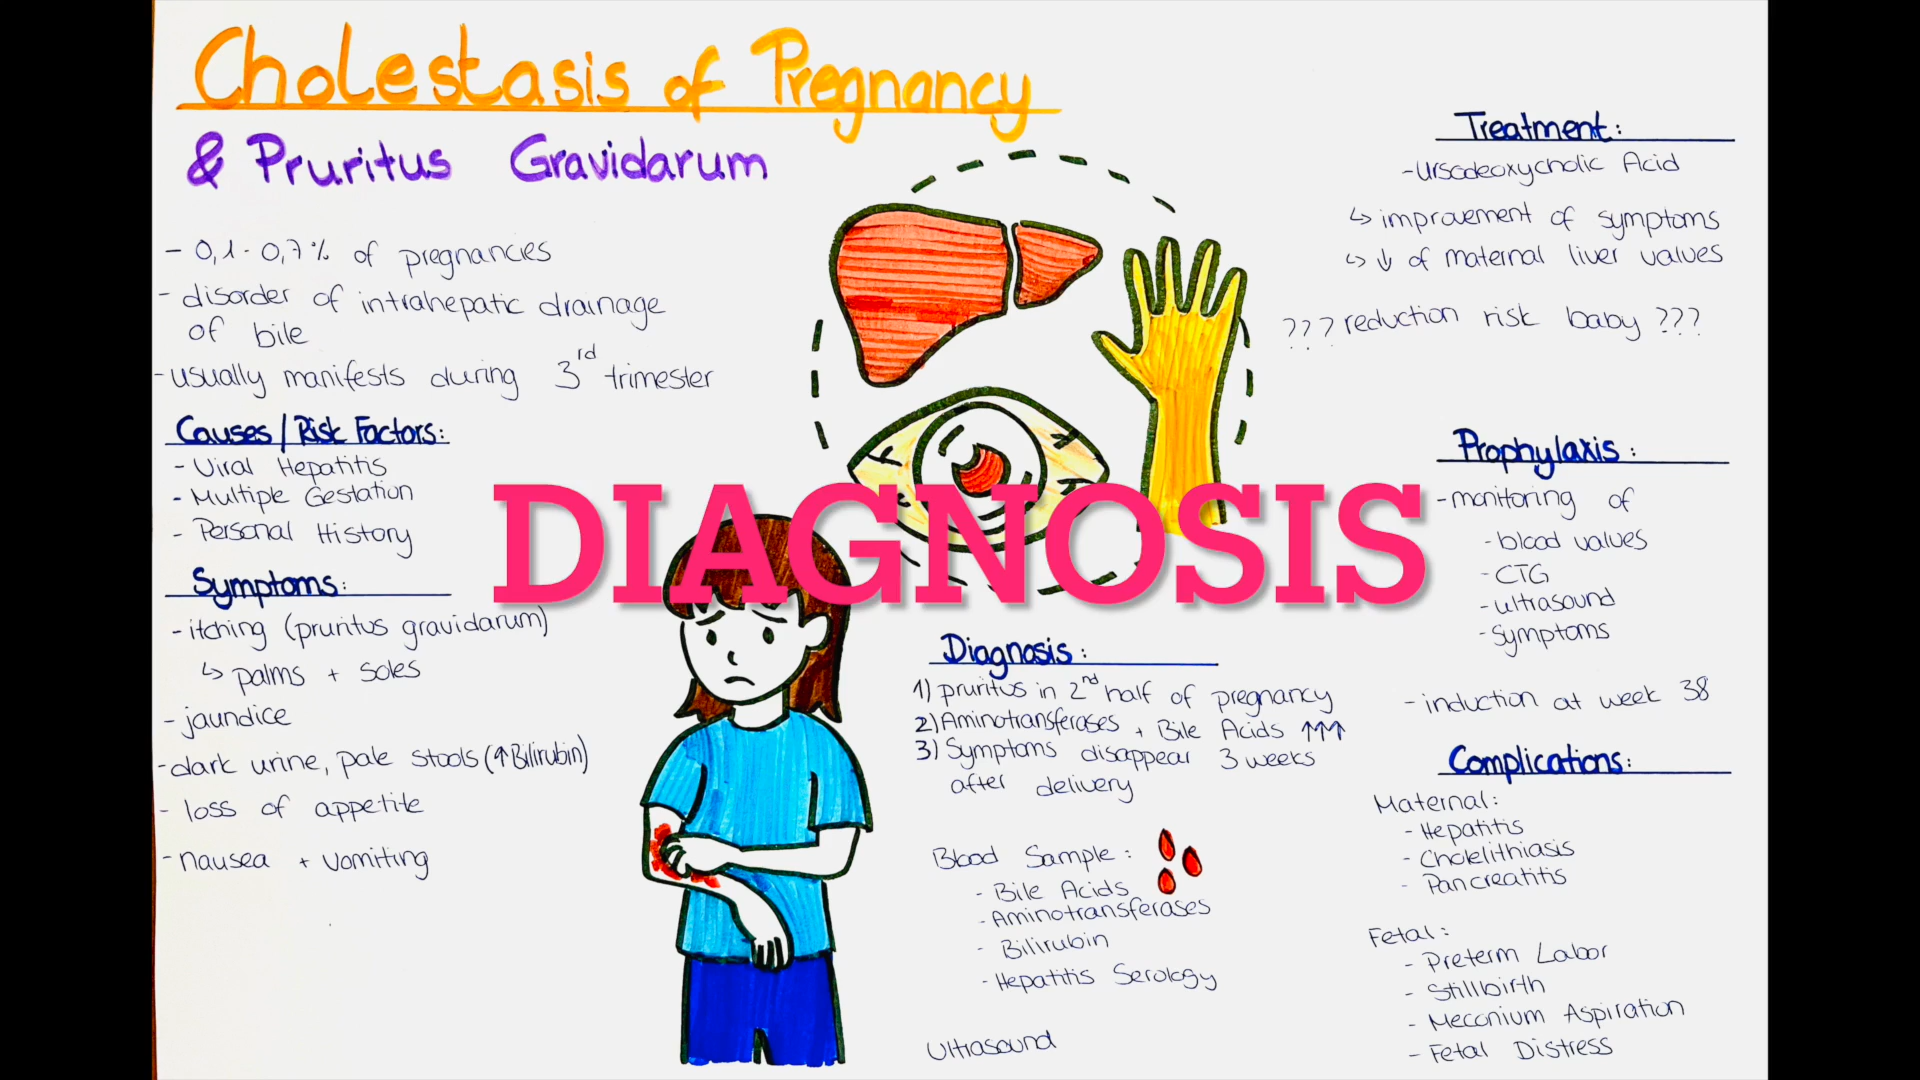 Cholestasis of Pregnancy
& Pruritus Gravidarum
- 0,1-0,7% of pregnancies
- disorder of intrahepatic drainage
of bile
- usually manifests during 3rd trimester
Causes/Risk Factors:
- Viral Hepatitis
- Multiple Gestation
- Personal History
Symptoms:
- itching (pruritus gravidarum)
↳ palms + soles
- jaundice
- dark urine, pale stools (↑Bilirubin)
- loss of appetite
- nausea + vomiting
DIAGNOSIS
Diagnosis:
1) pruritus in 2nd half of pregnancy
2) Aminotransferases + Bile Acids ↑↑↑
3) Symptoms disappear 3 weeks
after delivery
Blood Sample:
- Bile Acids
- Aminotransferases
- Bilirubin
- Hepatitis Serology
Ultrasound
Treatment:
- Ursodeoxycholic Acid
↳ improvement of symptoms
↳ ↓ of maternal liver values
??? reduction risk baby ???
Prophylaxis:
- monitoring of
- blood values
- CTG
- ultrasound
- symptoms
- induction at week 38
Complications:
Maternal:
- Hepatitis
- Cholelithiasis
- Pancreatitis
Fetal:
- Preterm Labor
- Stillbirth
- Meconium Aspiration
- Fetal Distress